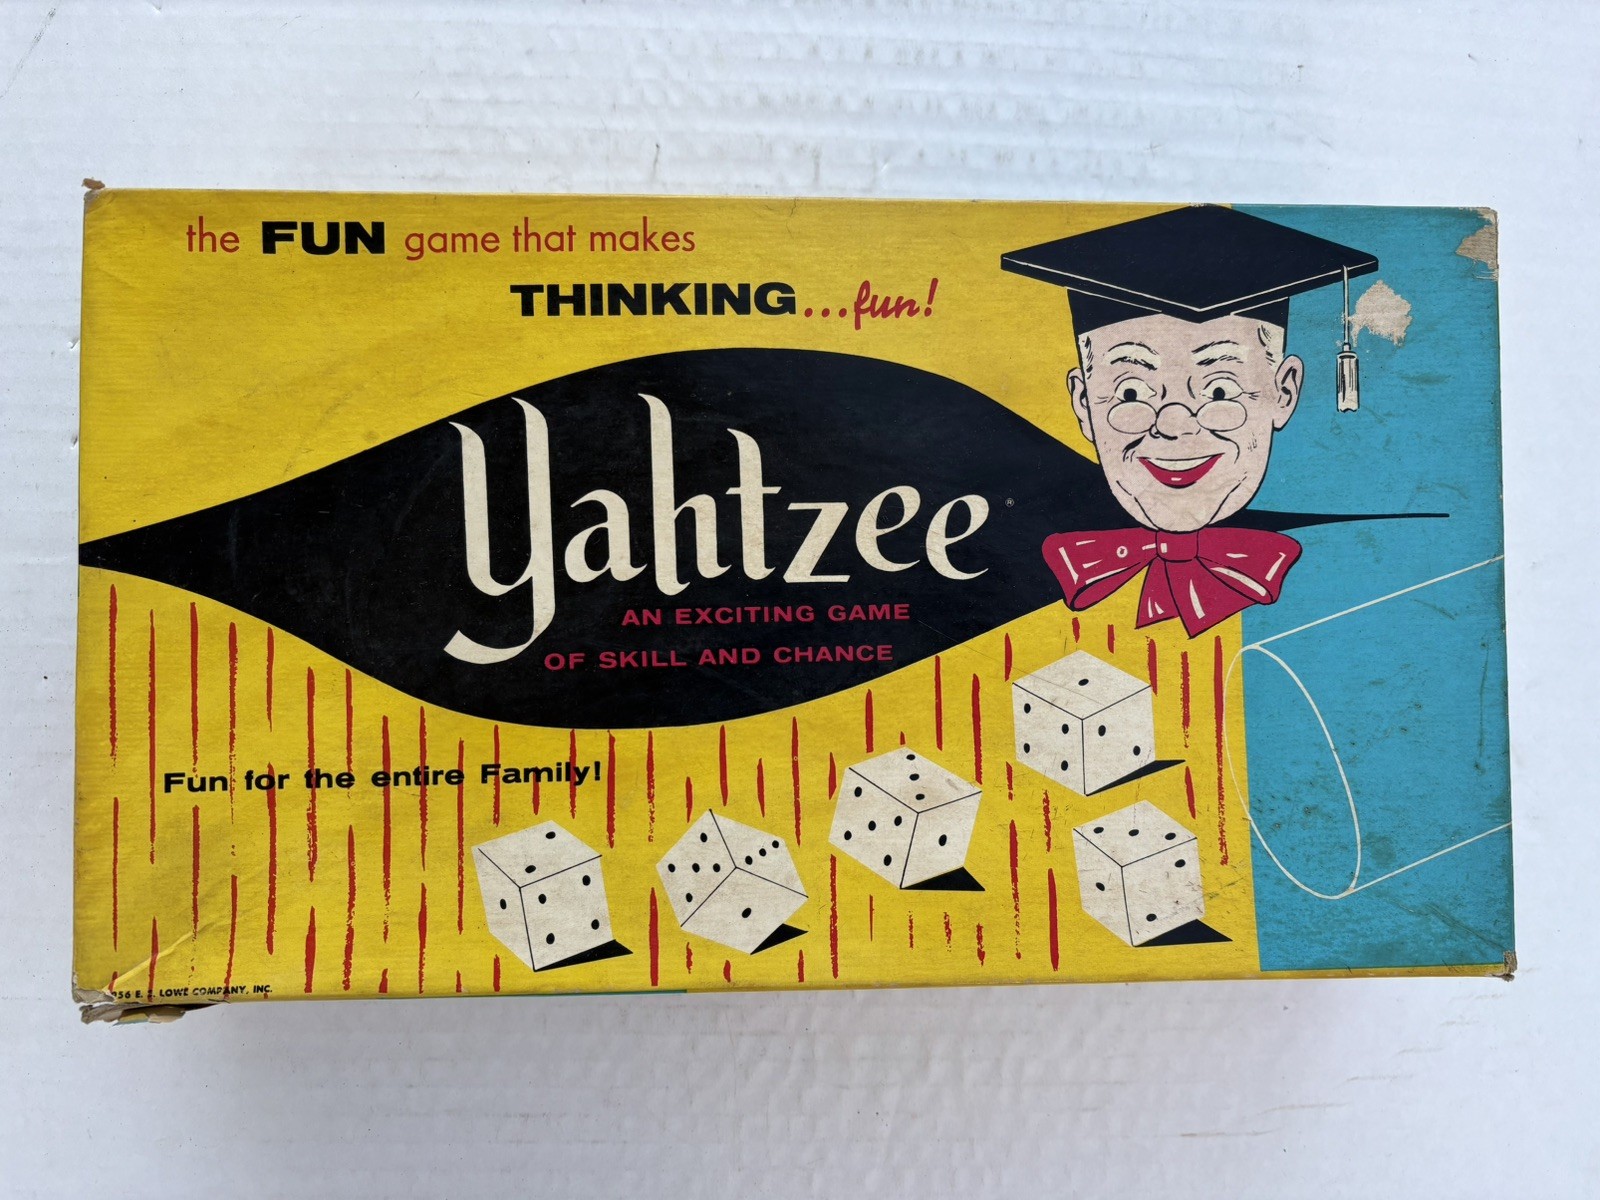 the FUN game that makes
THINKING...fun!
Yahtzee®
AN EXCITING GAME
OF SKILL AND CHANCE
Fun for the entire Family!
956 E. S. LOWE COMPANY, INC.